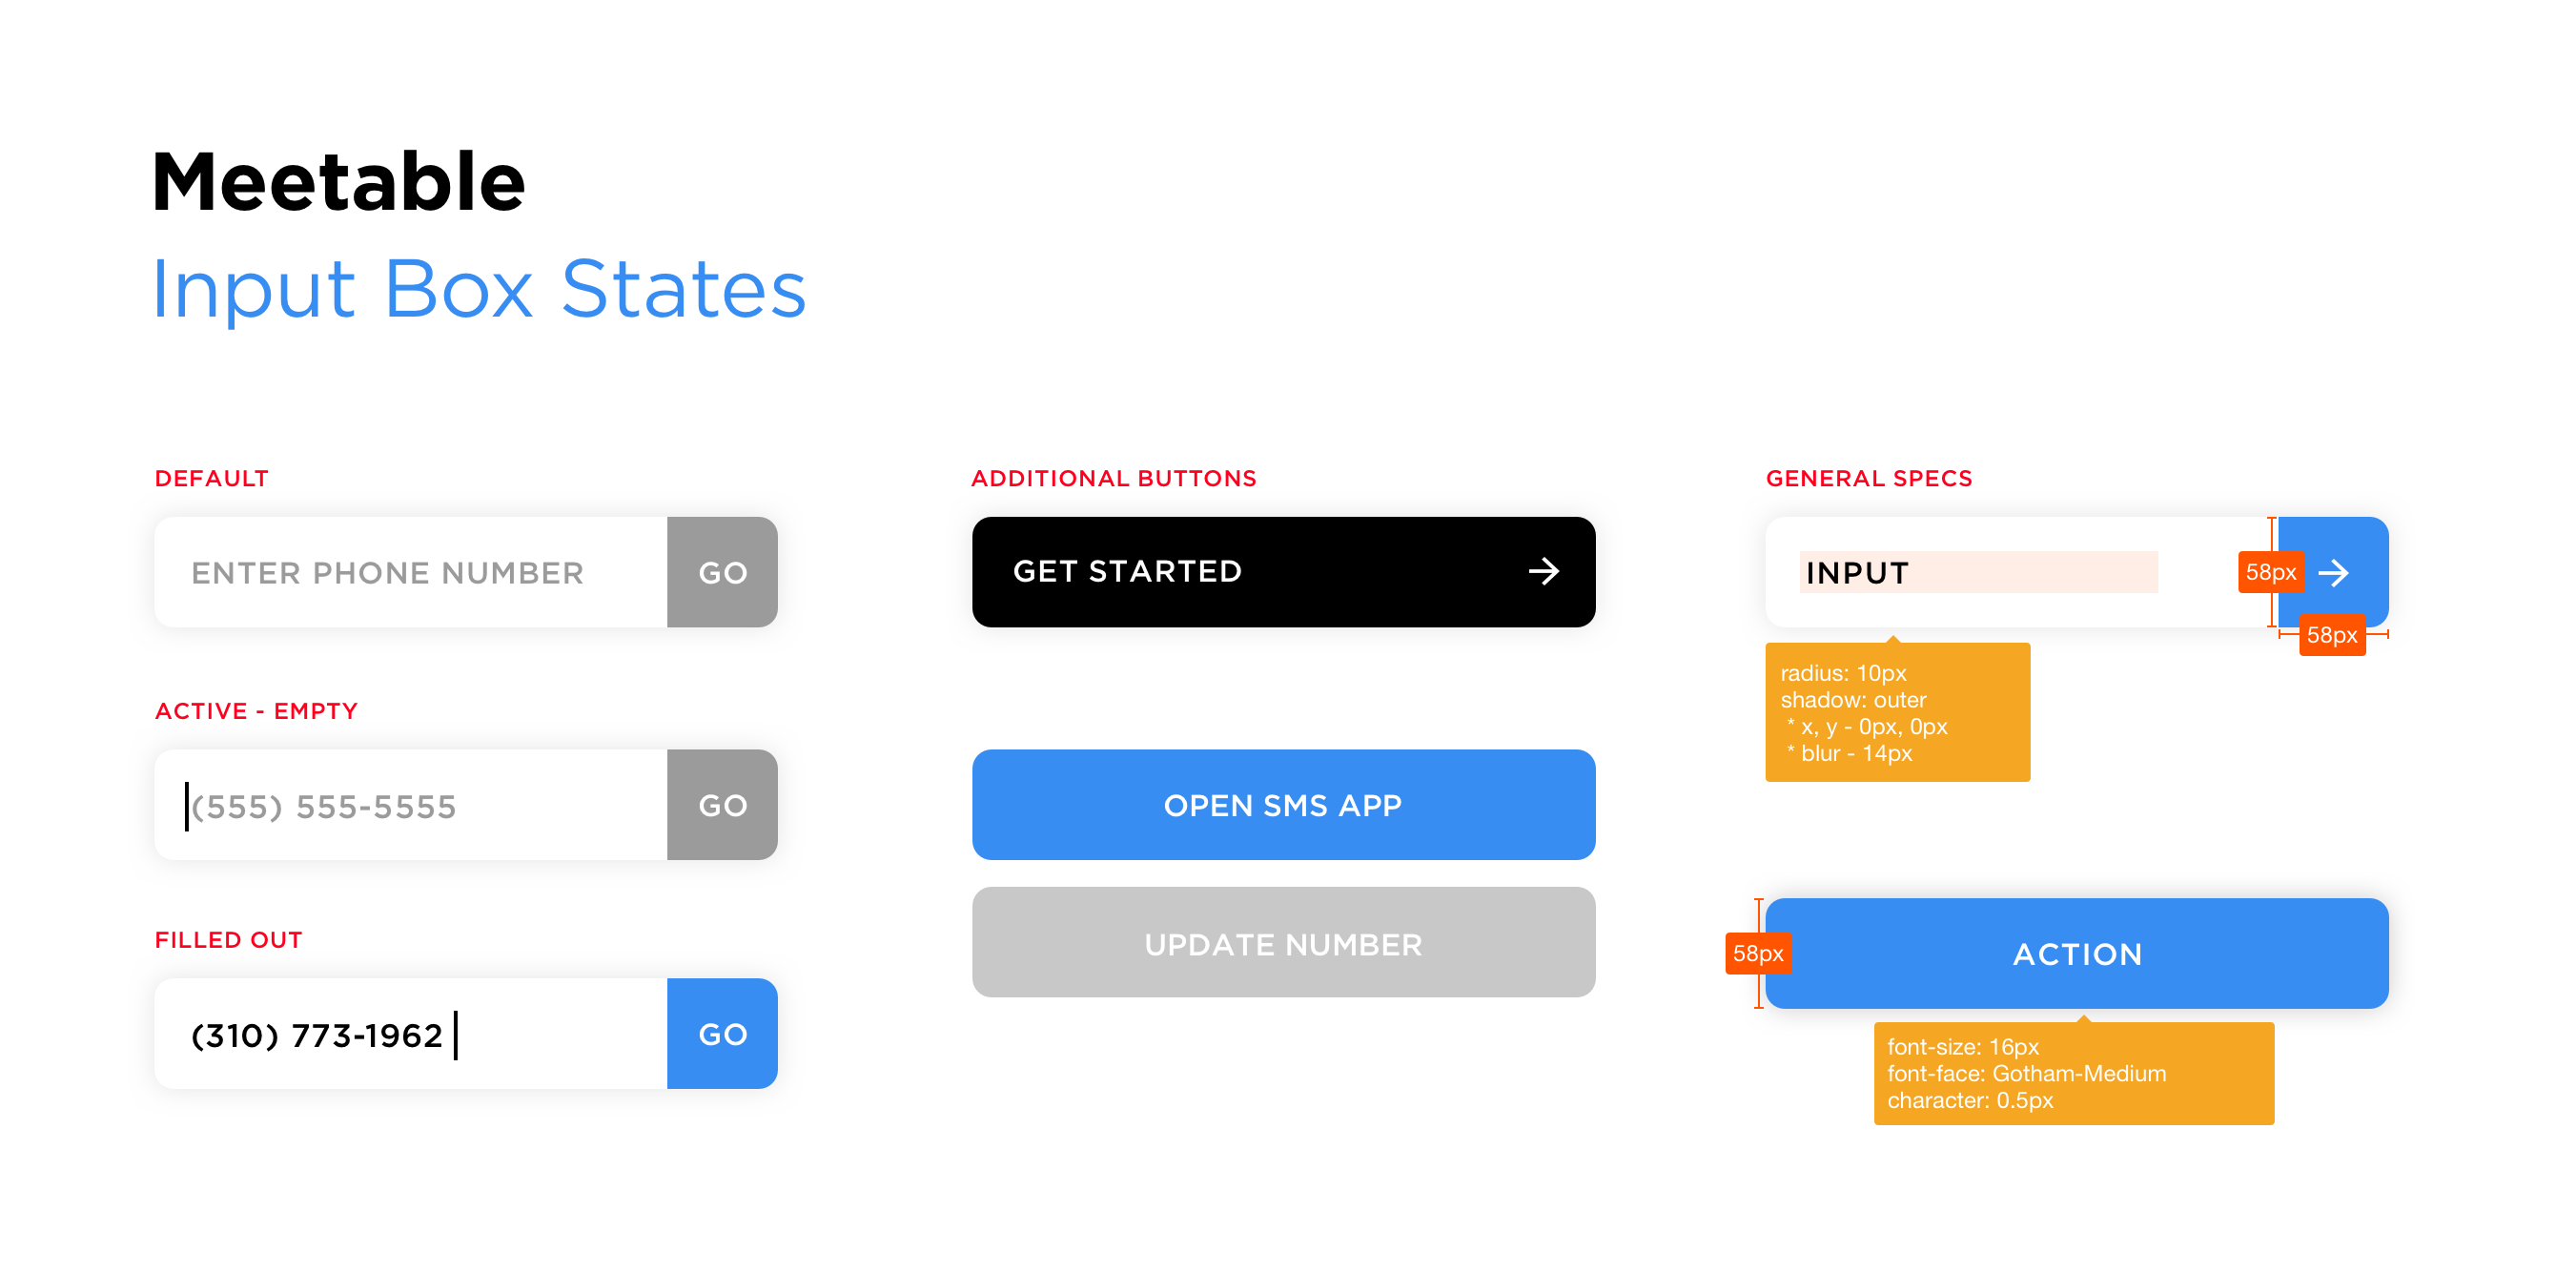 Meetable
Input Box States
DEFAULT
ENTER PHONE NUMBER GO
ACTIVE - EMPTY
(555) 555-5555 GO
FILLED OUT
(310) 773-1962 GO
ADDITIONAL BUTTONS
GET STARTED
OPEN SMS APP
UPDATE NUMBER
GENERAL SPECS
INPUT 58px
58px
radius: 10px
shadow: outer
* x, y - 0px, 0px
* blur - 14px
58px ACTION
font-size: 16px
font-face: Gotham-Medium
character: 0.5px